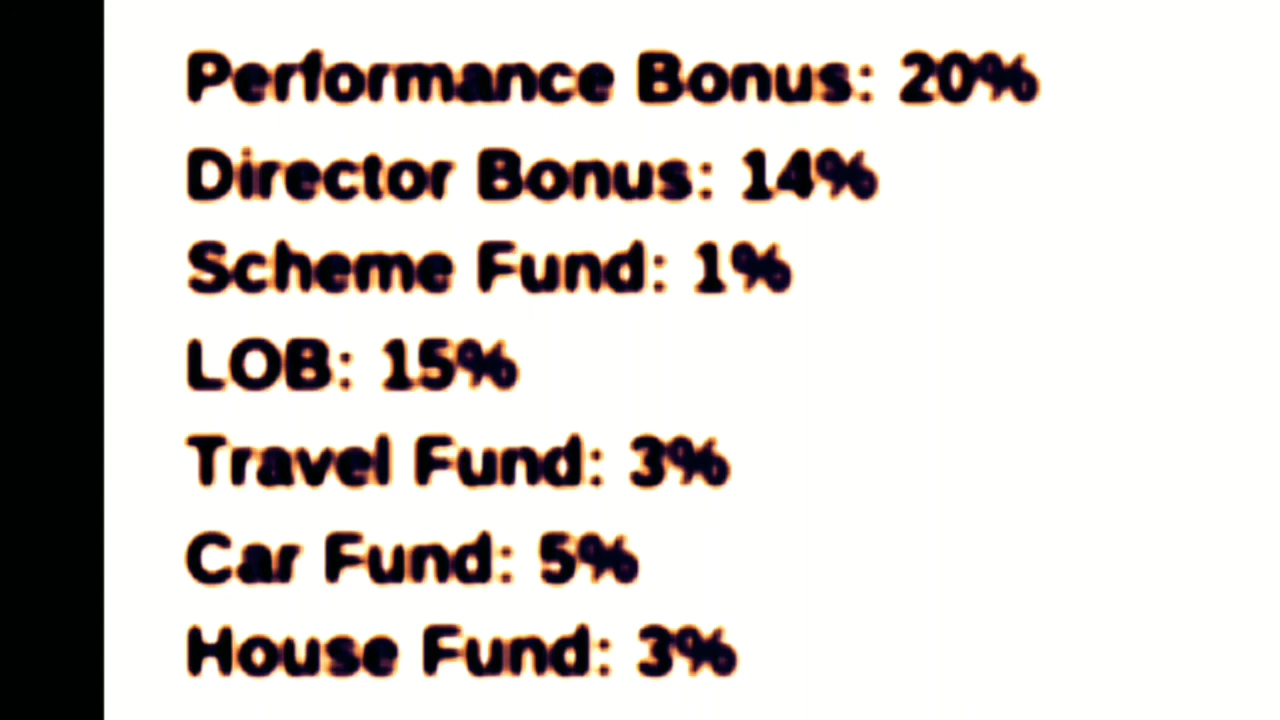 Performance Bonus: 20%
Director Bonus: 14%
Scheme Fund: 1%
LOB: 15%
Travel Fund: 3%
Car Fund: 5%
House Fund: 3%